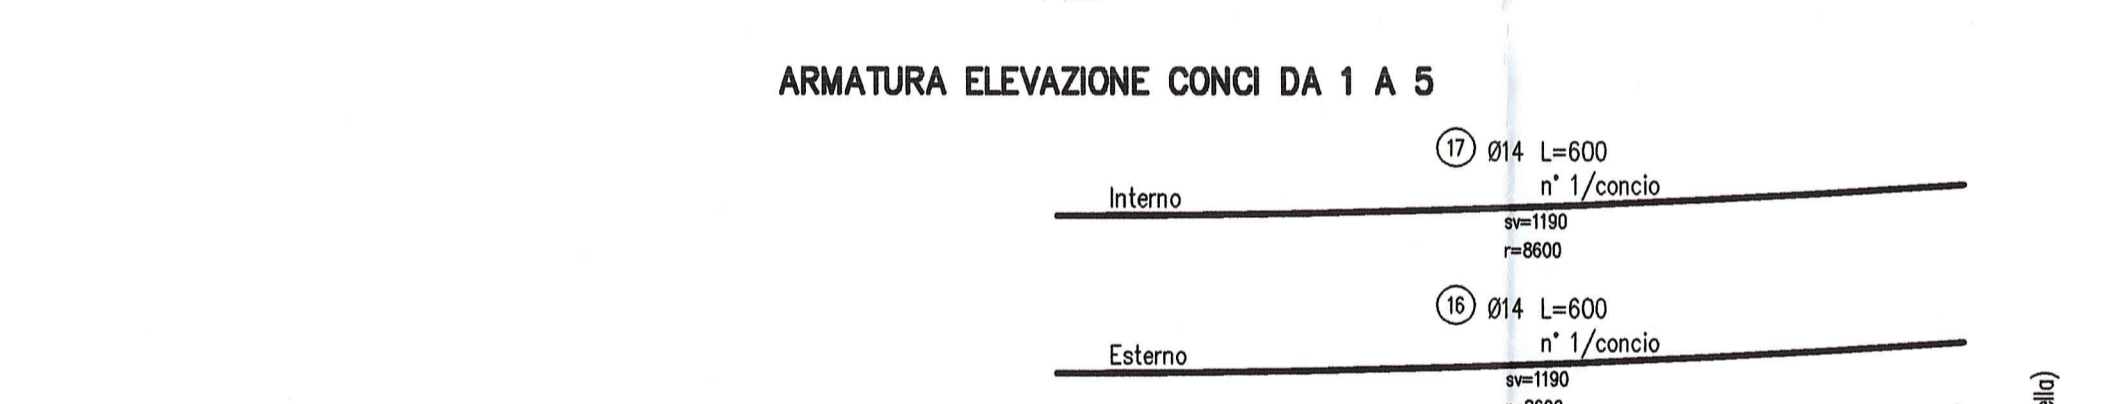 ARMATURA ELEVAZIONE CONCI DA 1 A 5
17 Ø14 L=600
n° 1/concio
Interno
sv=1190
r=8600
16 Ø14 L=600
n° 1/concio
Esterno
sv=1190